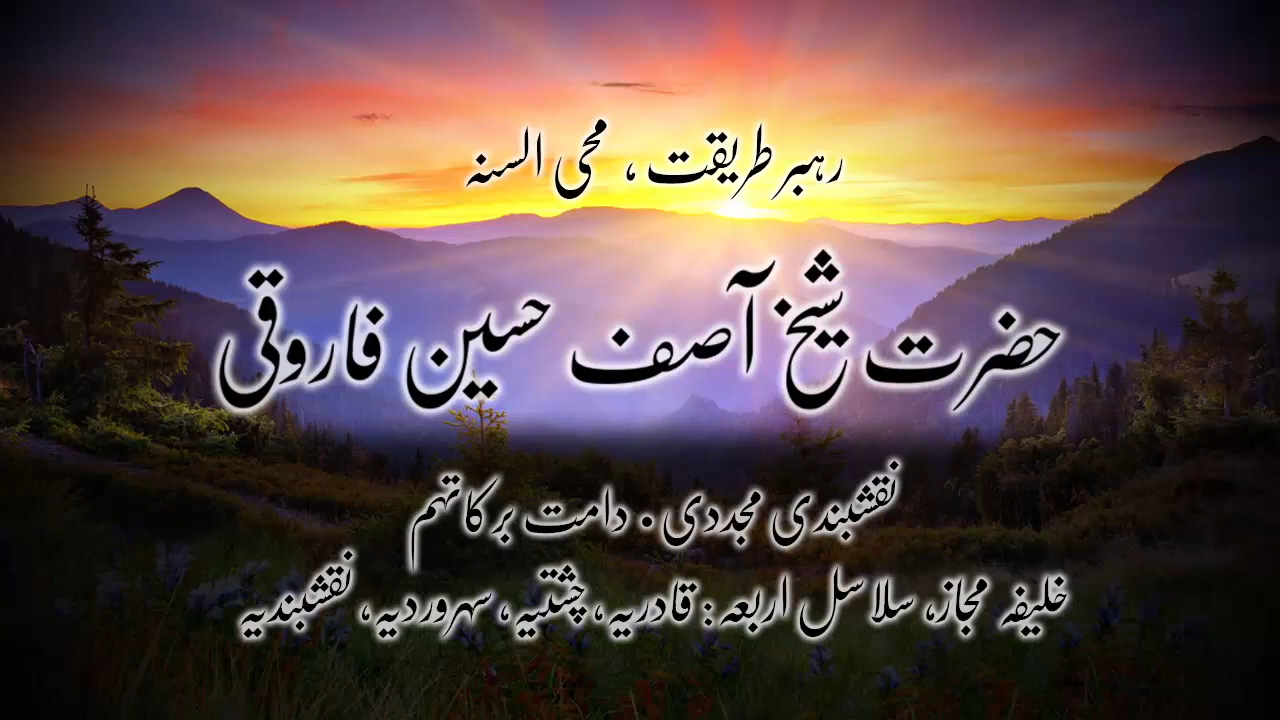 رہبر طریقت ، محی السنہ
حضرت شیخ آصف حسین فاروقی
نقشبندی مجددی • دامت برکاتہم
خلیفہ مجاز، سلاسل اربعہ: قادریہ، چشتیہ، سہروردیہ، نقشبندیہ